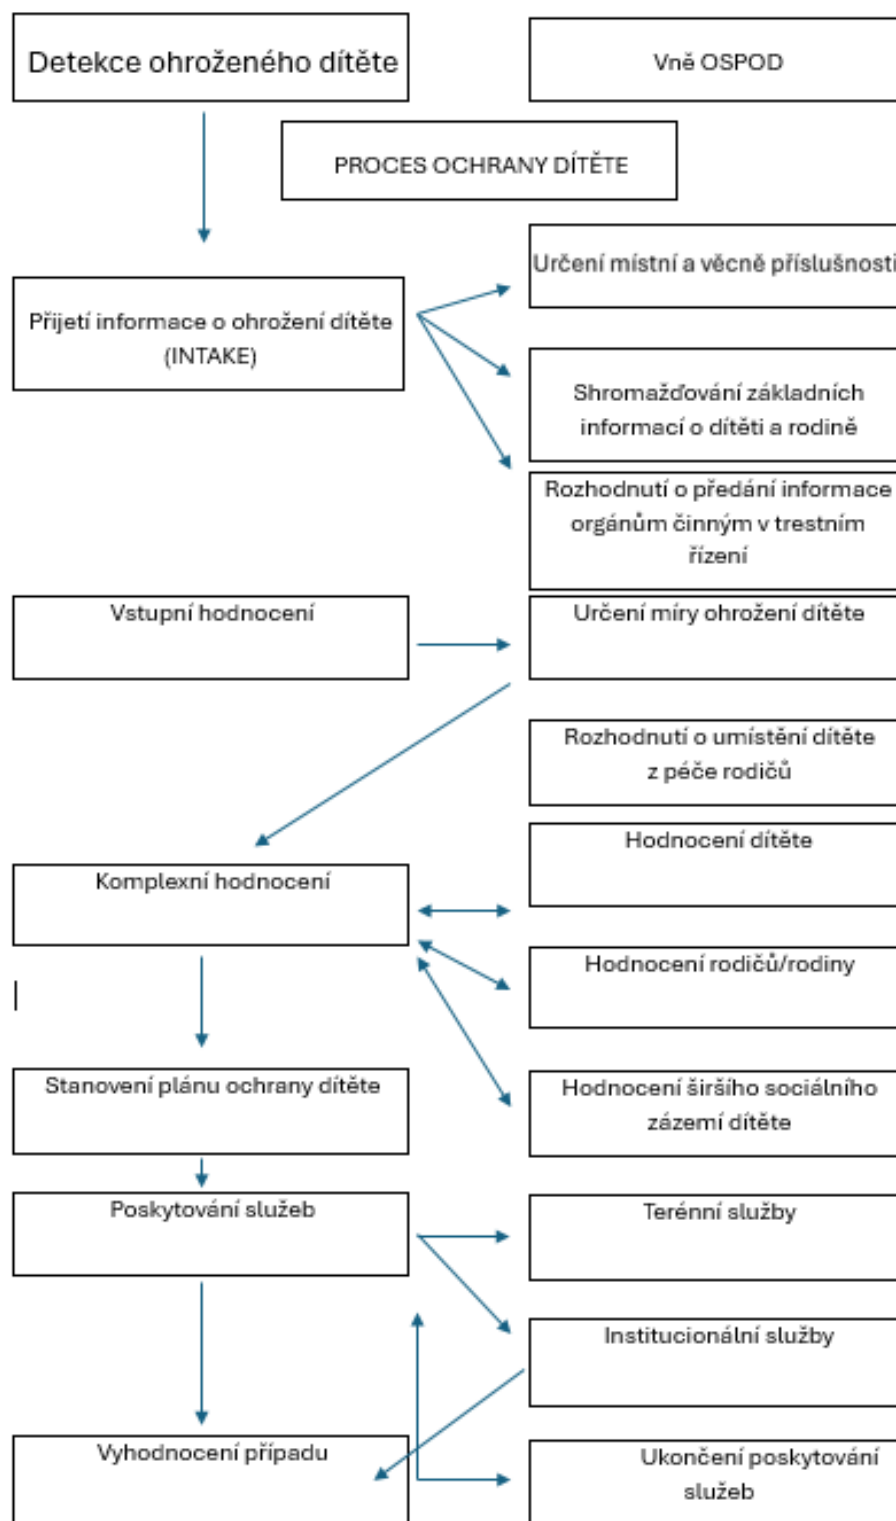 Detekce ohroženého dítěte
Vně OSPOD
PROCES OCHRANY DÍTĚTE
Určení místní a věcně příslušnosti
Přijetí informace o ohrožení dítěte
(INTAKE)
Shromažďování základních
informací o dítěti a rodině
Rozhodnutí o předání informace
orgánům činným v trestním
řízení
Vstupní hodnocení
Určení míry ohrožení dítěte
Rozhodnutí o umístění dítěte
z péče rodičů
Hodnocení dítěte
Komplexní hodnocení
Hodnocení rodičů/rodiny
Stanovení plánu ochrany dítěte
Hodnocení širšího sociálního
zázemí dítěte
Poskytování služeb
Terénní služby
Institucionální služby
Vyhodnocení případu
Ukončení poskytování
služeb